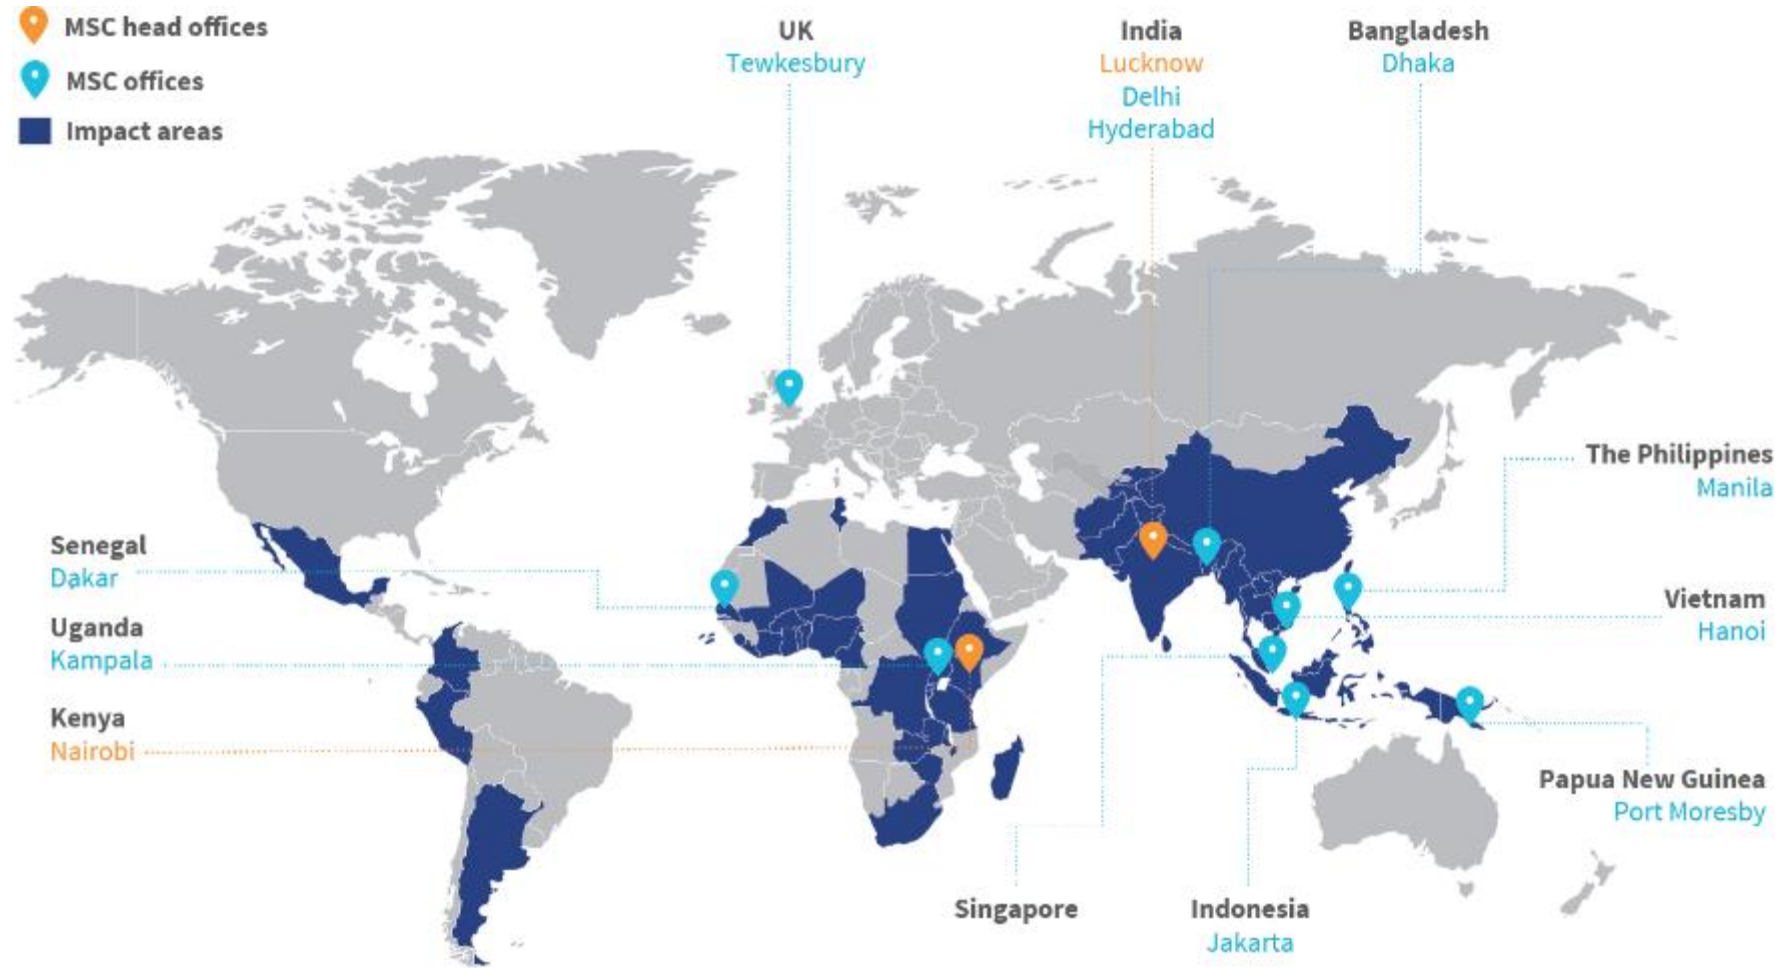 MSC head offices
MSC offices
Impact areas
UK
Tewkesbury
India
Lucknow
Delhi
Hyderabad
Bangladesh
Dhaka
The Philippines
Manila
Senegal
Dakar
Vietnam
Hanoi
Uganda
Kampala
Kenya
Nairobi
Papua New Guinea
Port Moresby
Singapore
Indonesia
Jakarta